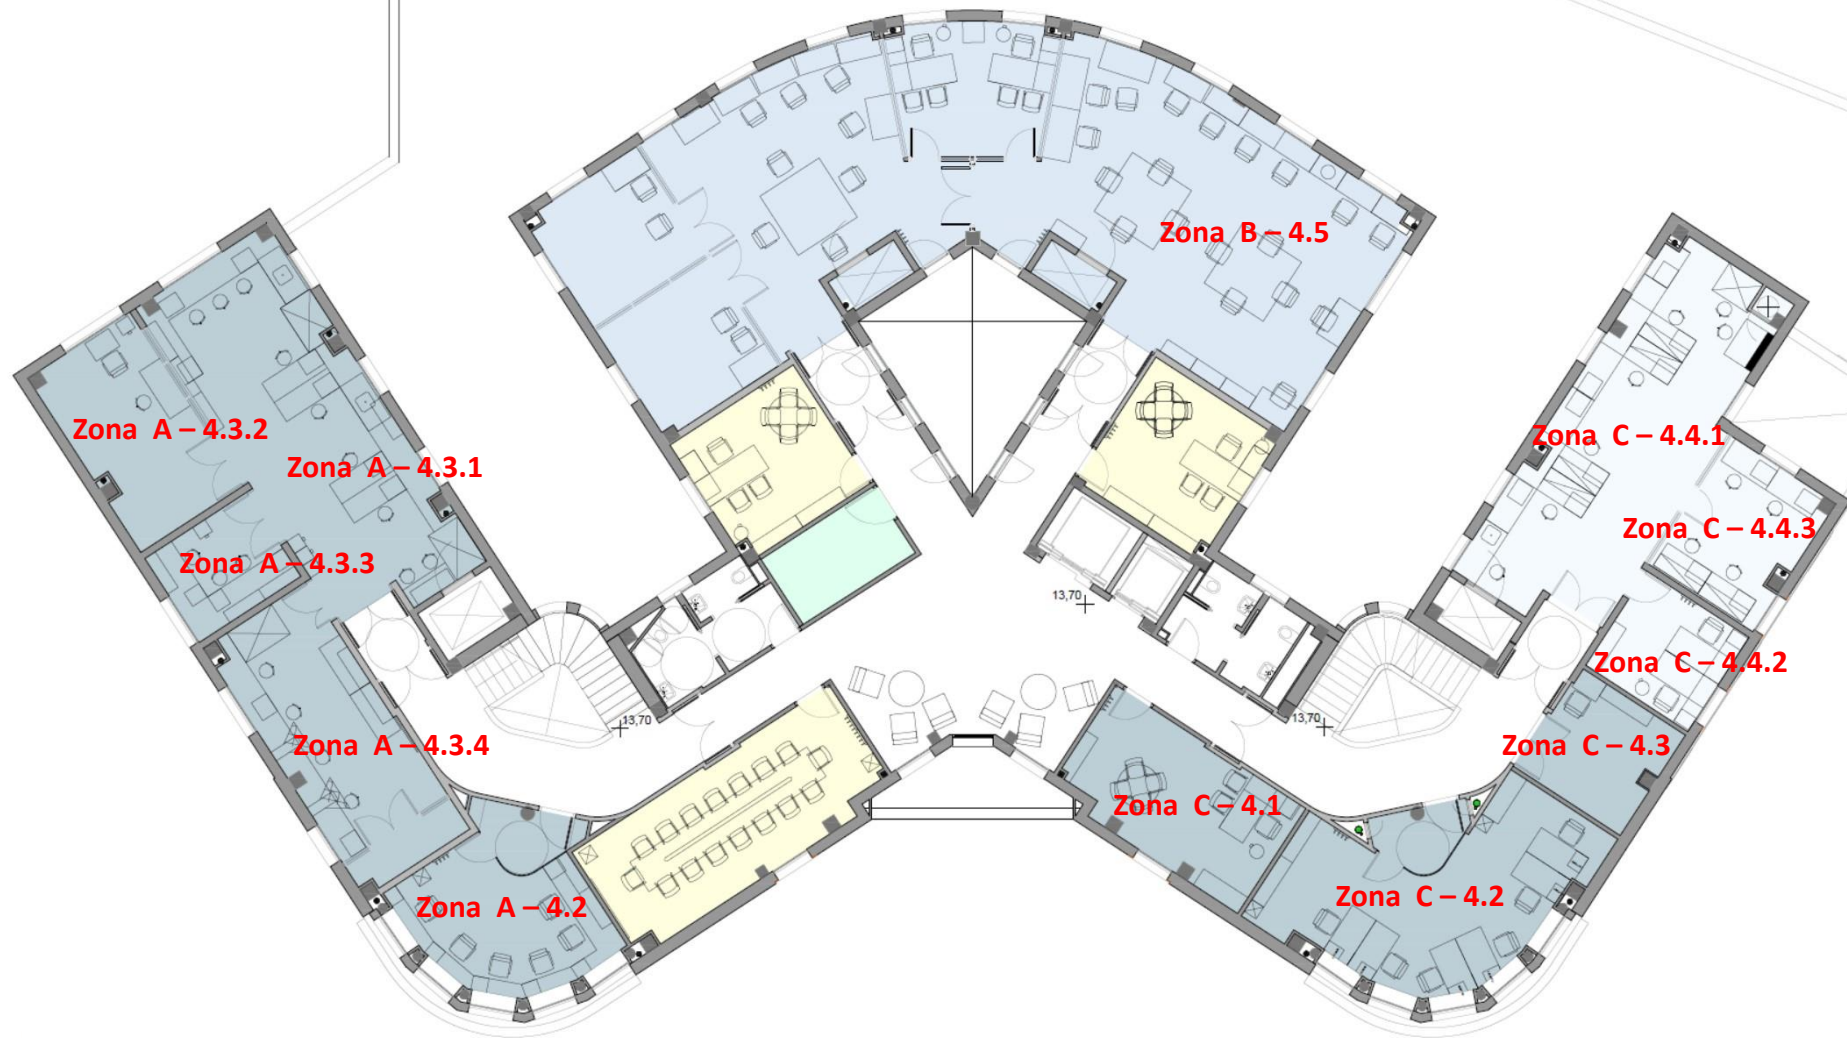 Zona B – 4.5
Zona A – 4.3.2
Zona A – 4.3.1
Zona C – 4.4.1
Zona C – 4.4.3
Zona A – 4.3.3
13,70
Zona C – 4.4.2
13,70
13,70
Zona A – 4.3.4
Zona C – 4.3
Zona C – 4.1
Zona C – 4.2
Zona A – 4.2